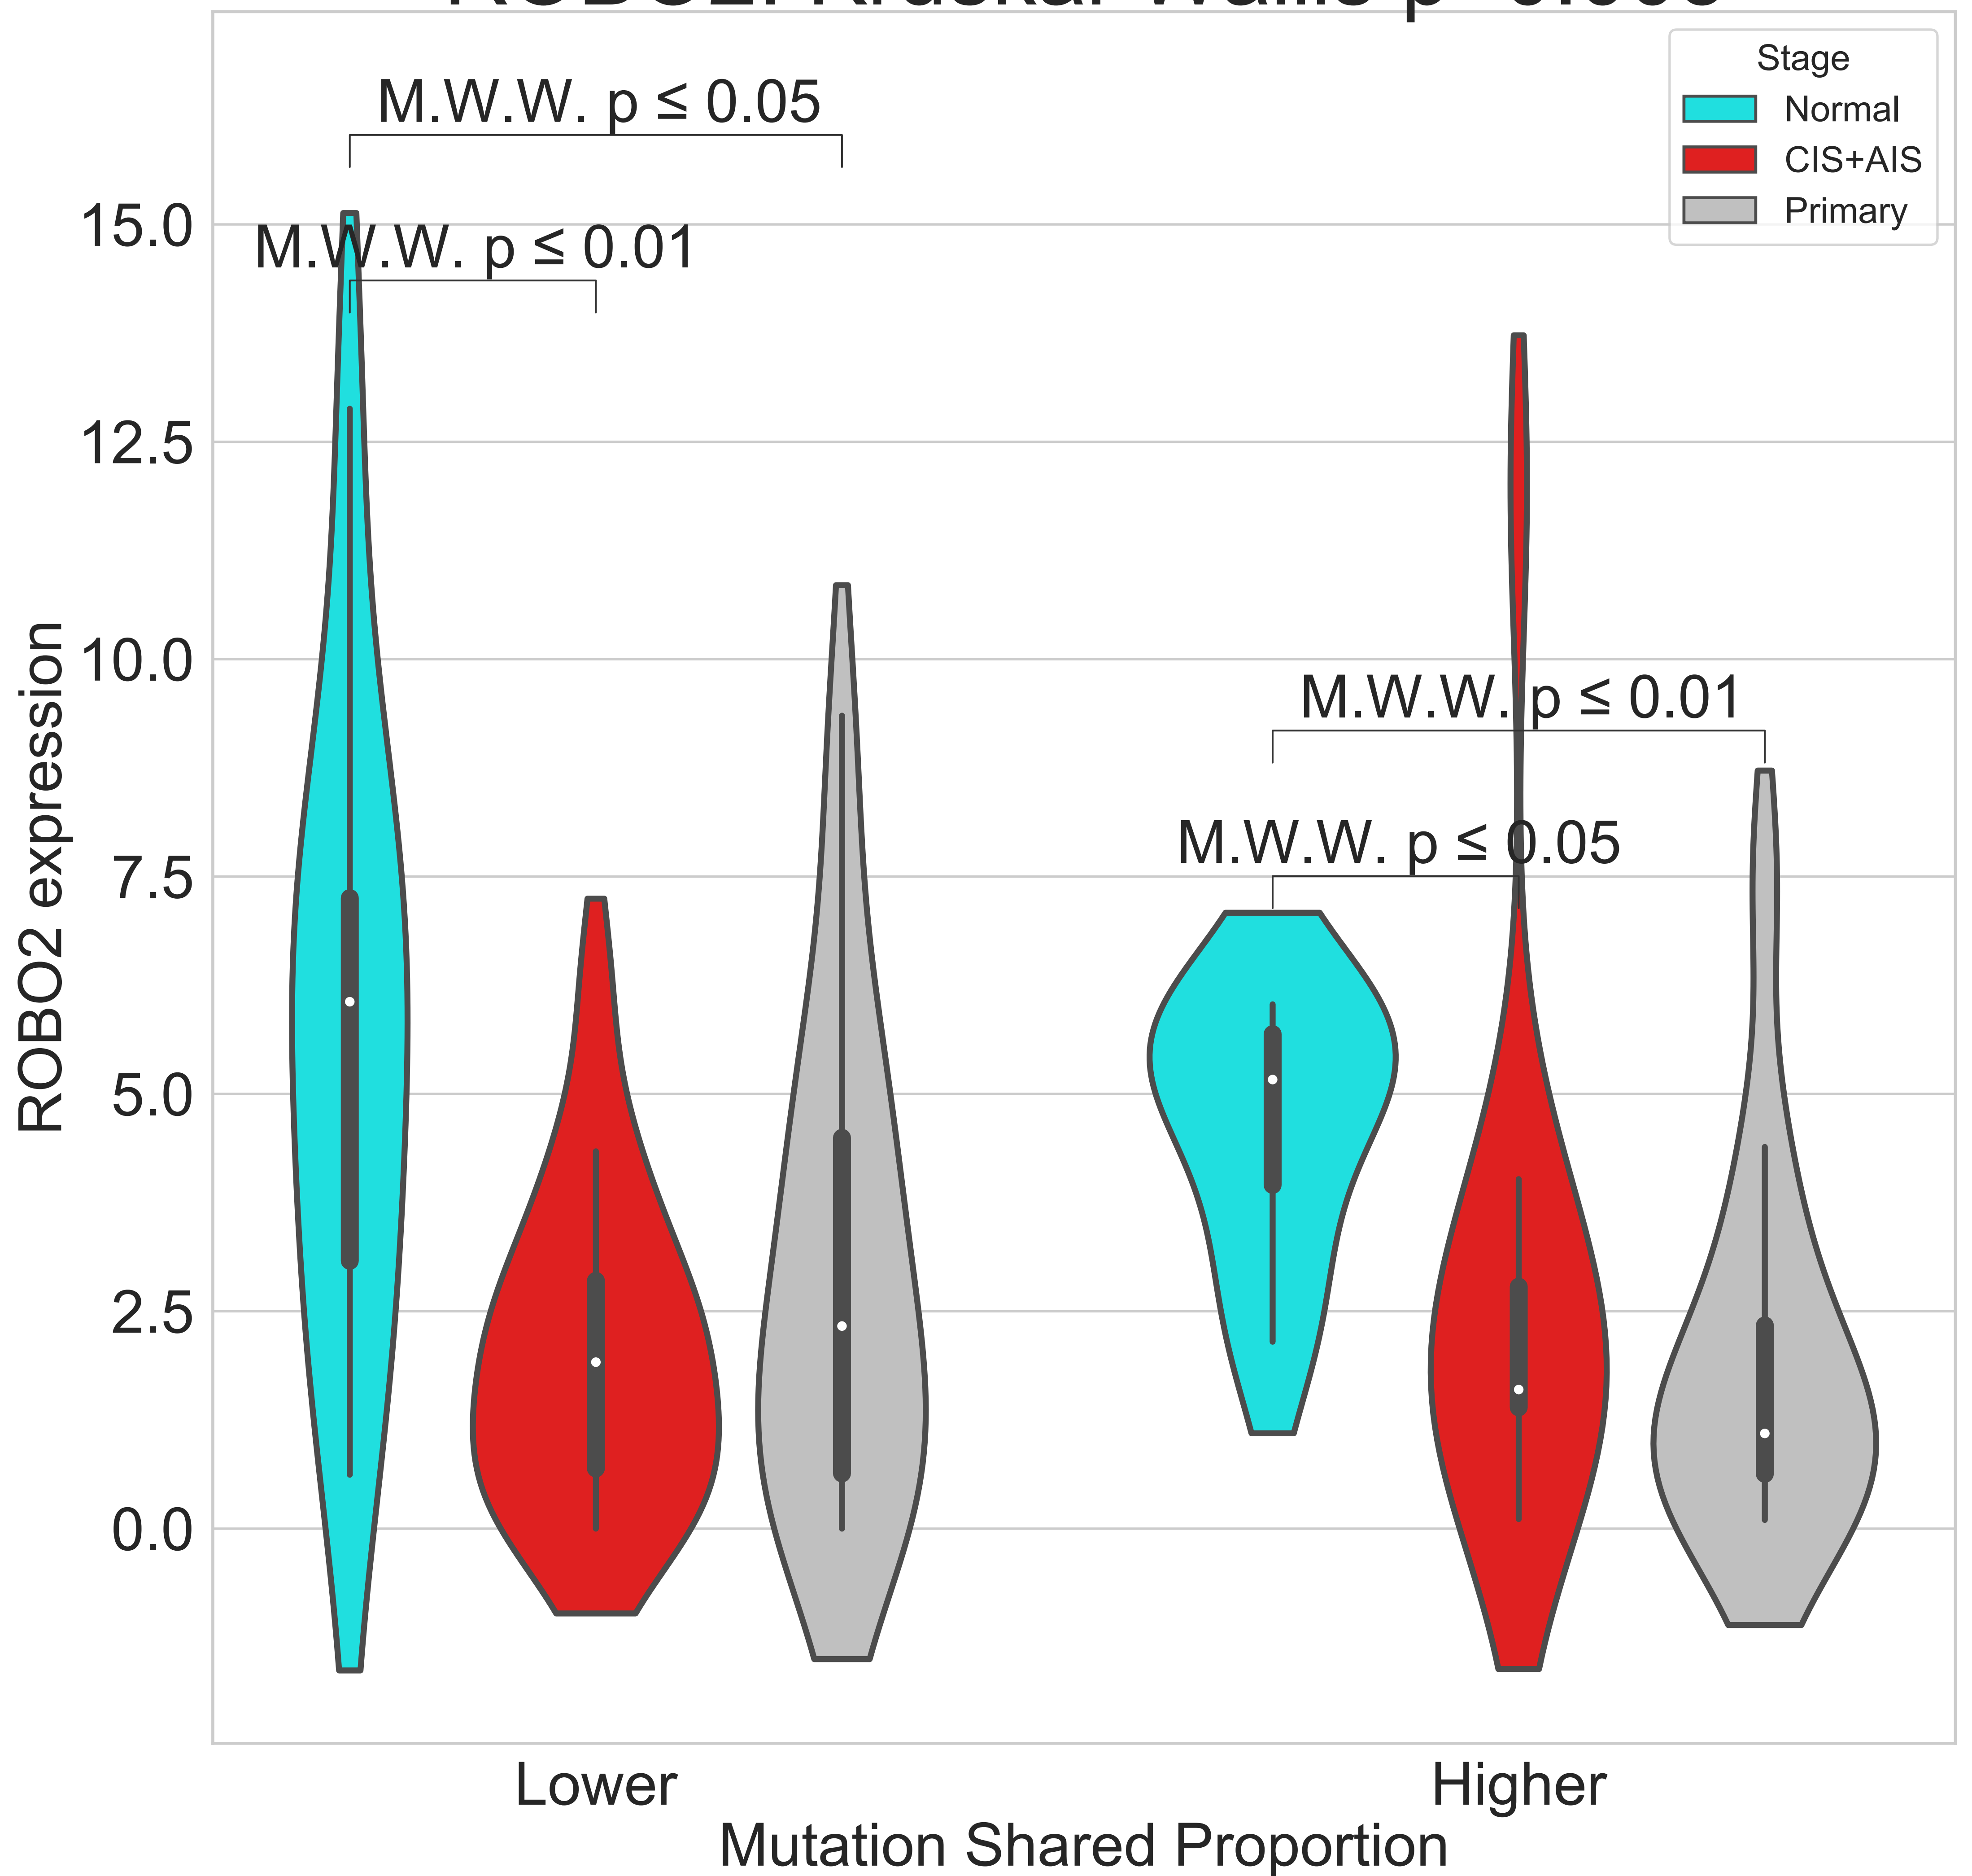 Stage
Normal
CIS+AIS
Primary
M.W.W. p ≤ 0.05
M.W.W. p ≤ 0.01
M.W.W. p ≤ 0.01
M.W.W. p ≤ 0.05
15.0
12.5
10.0
7.5
5.0
2.5
0.0
ROBO2 expression
Lower
Higher
Mutation Shared Proportion